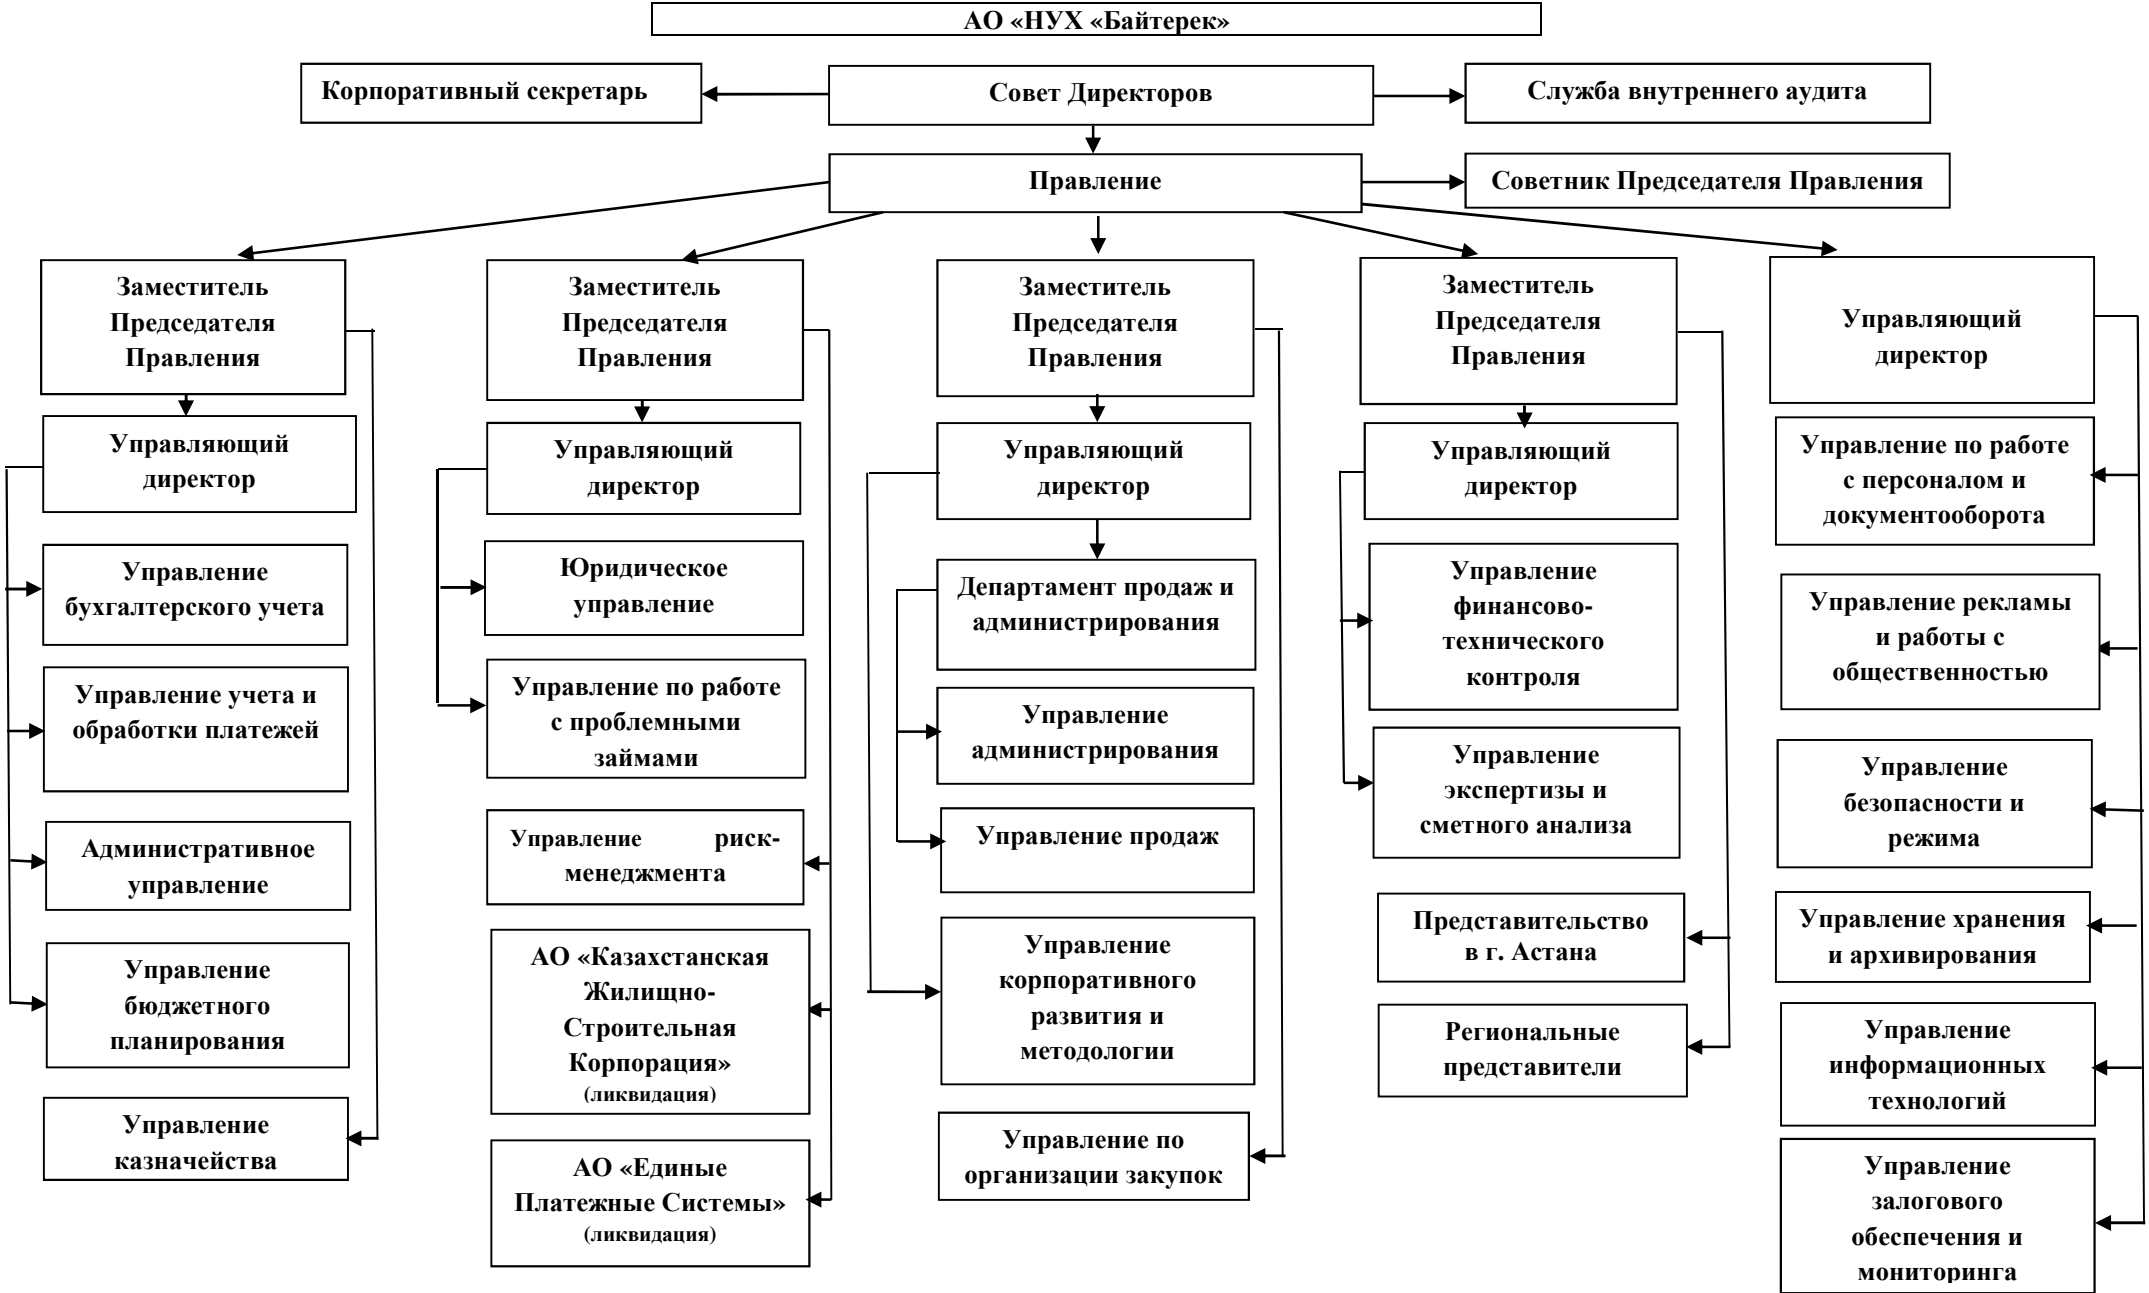 АО «НУХ «Байтерек»
Корпоративный секретарь
Совет Директоров
Служба внутреннего аудита
Правление
Советник Председателя Правления
Заместитель
Председателя
Правления
Управляющий
директор
Управление
бухгалтерского учета
Управление учета и
обработки платежей
Административное
управление
Управление
бюджетного
планирования
Управление
казначейства
Заместитель
Председателя
Правления
Управляющий
директор
Юридическое
управление
Управление по работе
с проблемными
займами
Управление риск-
менеджмента
АО «Казахстанская
Жилищно-
Строительная
Корпорация»
(ликвидация)
АО «Единые
Платежные Системы»
(ликвидация)
Заместитель
Председателя
Правления
Управляющий
директор
Департамент продаж и
администрирования
Управление
администрирования
Управление продаж
Управление
корпоративного
развития и
методологии
Управление по
организации закупок
Заместитель
Председателя
Правления
Управляющий
директор
Управление
финансово-
технического
контроля
Управление
экспертизы и
сметного анализа
Представительство
в г. Астана
Региональные
представители
Управляющий
директор
Управление по работе
с персоналом и
документооборота
Управление рекламы
и работы с
общественностью
Управление
безопасности и
режима
Управление хранения
и архивирования
Управление
информационных
технологий
Управление
залогового
обеспечения и
мониторинга